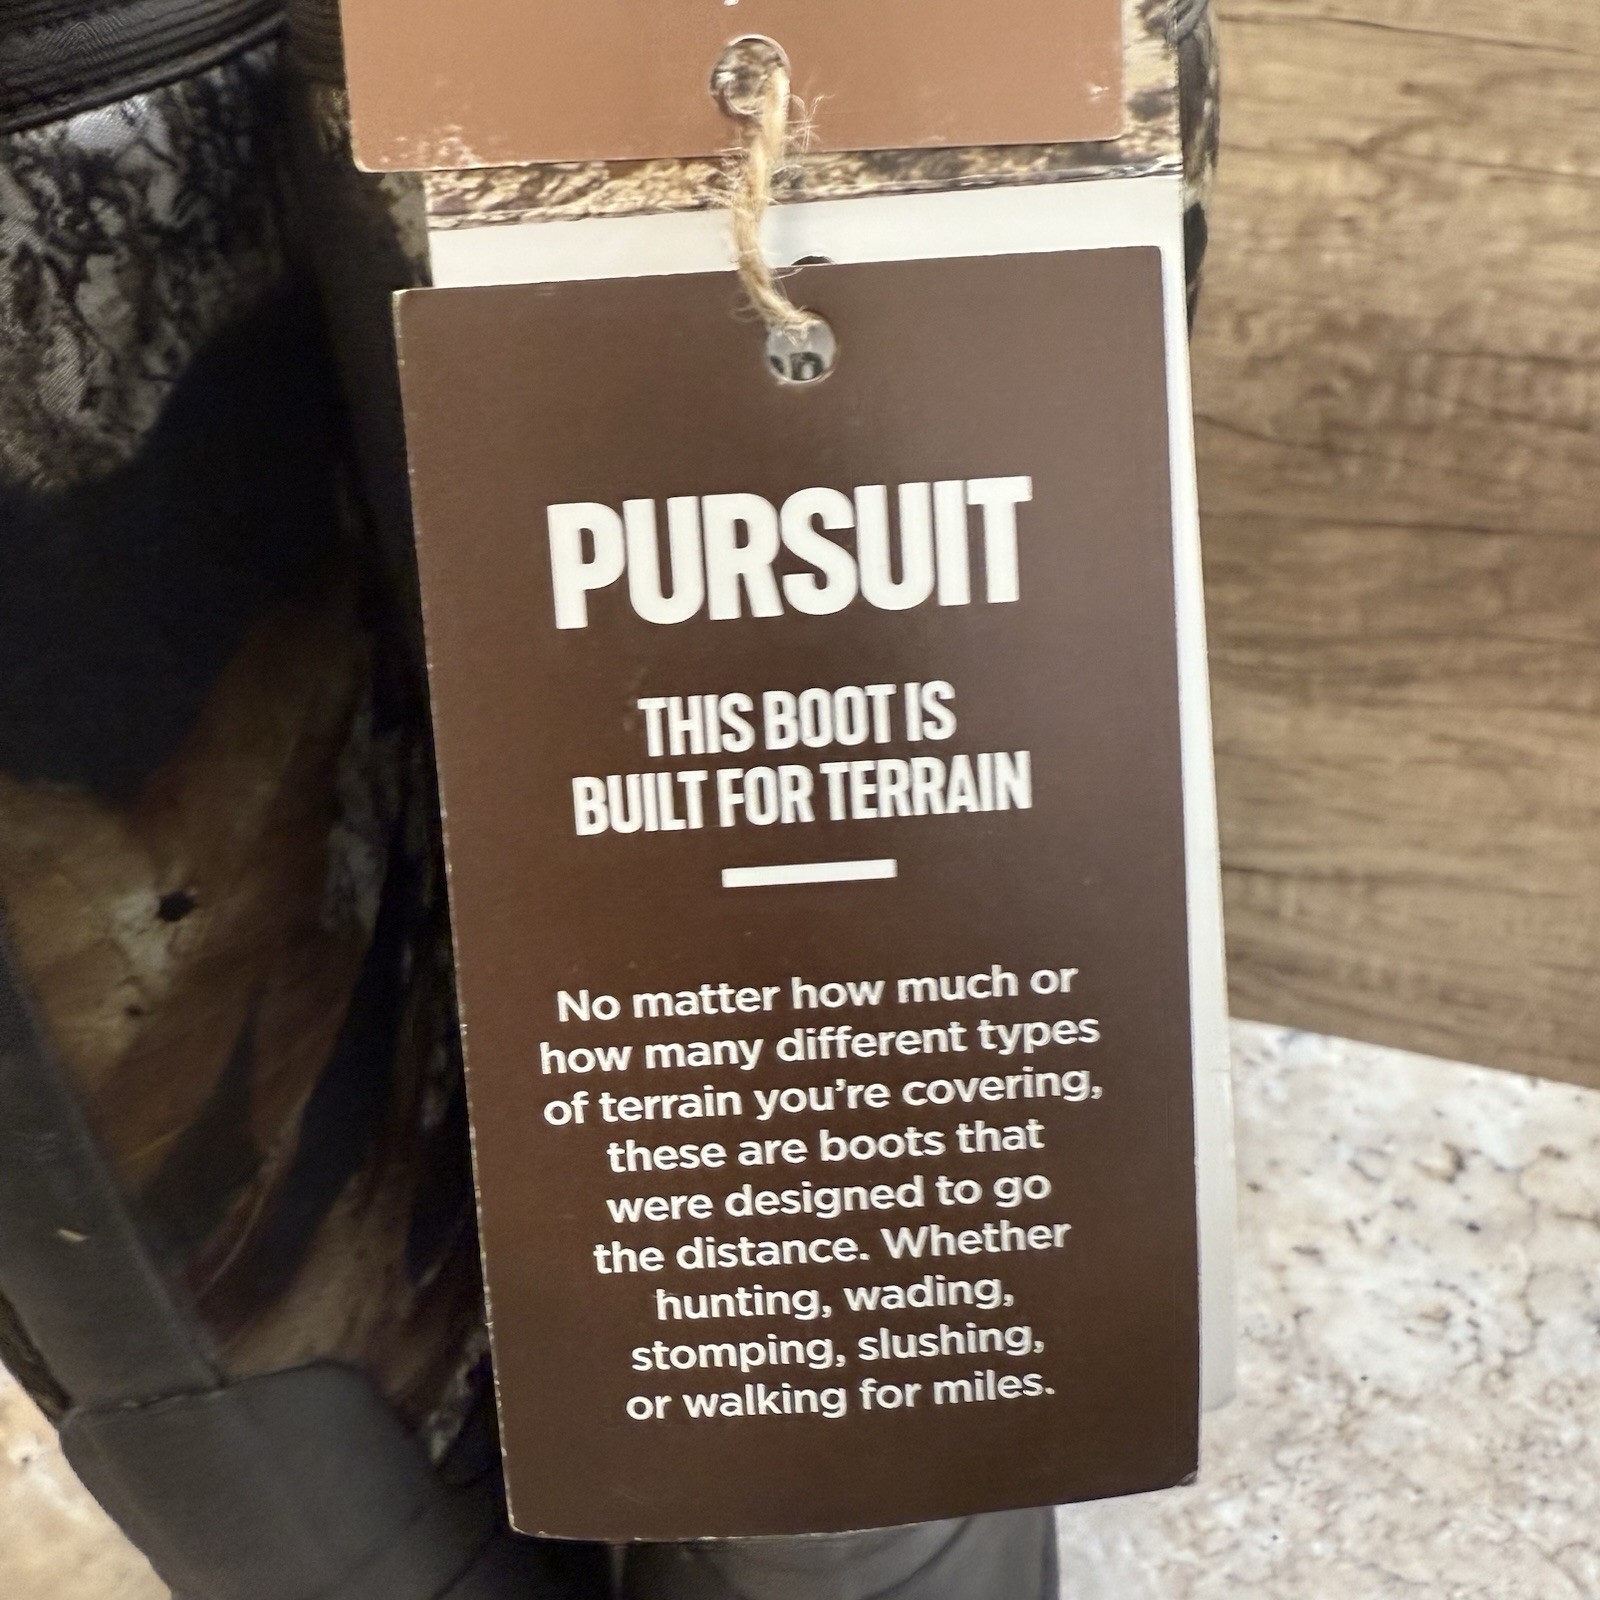 PURSUIT
THIS BOOT IS
BUILT FOR TERRAIN
No matter how much or
how many different types
of terrain you're covering,
these are boots that
were designed to go
the distance. Whether
hunting, wading,
stomping, slushing,
or walking for miles.